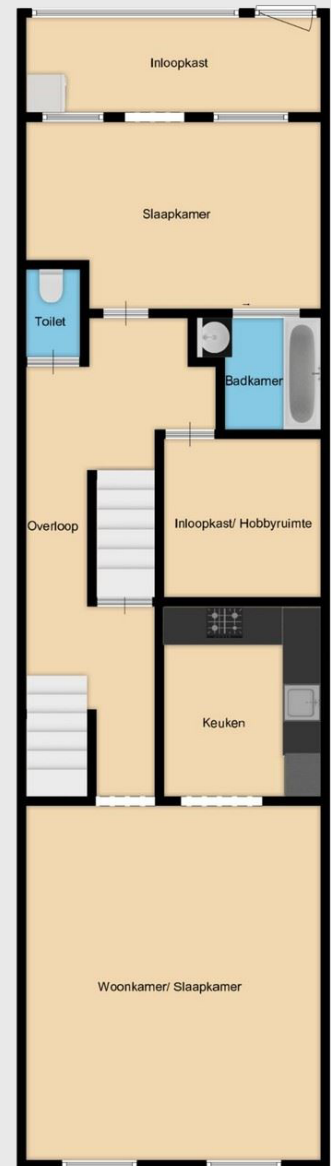 Inloopkast
Slaapkamer
Toilet
Badkamer
Overloop
Inloopkast/ Hobbyruimte
Keuken
Woonkamer/ Slaapkamer